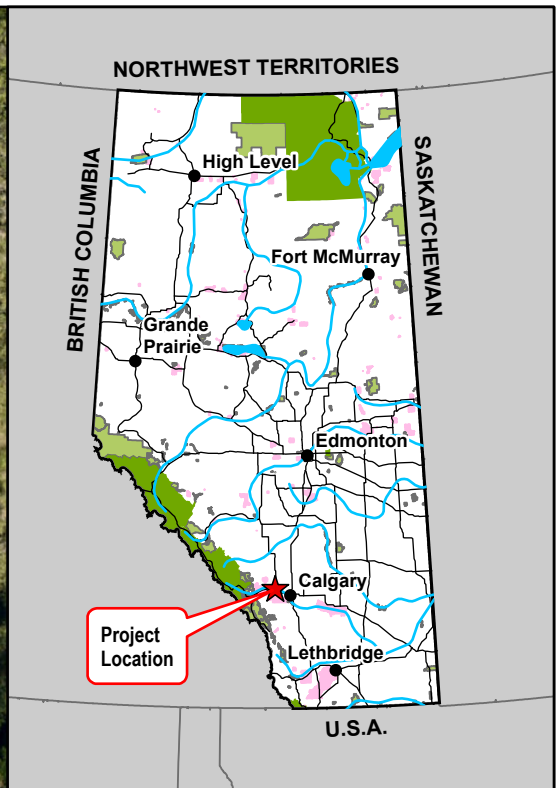 NORTHWEST TERRITORIES
BRITISH COLUMBIA
SASKATCHEWAN
High Level
Fort McMurray
Grande
Prairie
Edmonton
Calgary
Project
Location
Lethbridge
U.S.A.